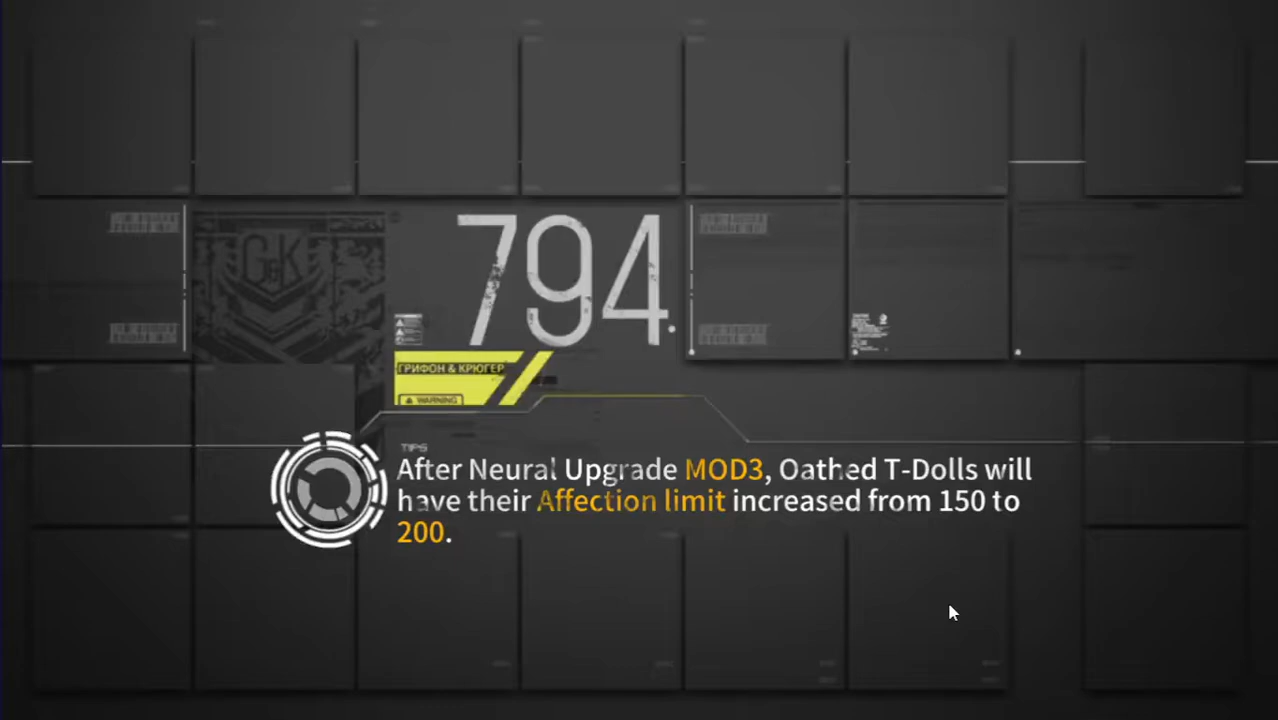 G&K
794.
ГРИФОН & КРЮГЕР
WARNING
TIPS
After Neural Upgrade MOD3, Oathed T-Dolls will
have their Affection limit increased from 150 to
200.